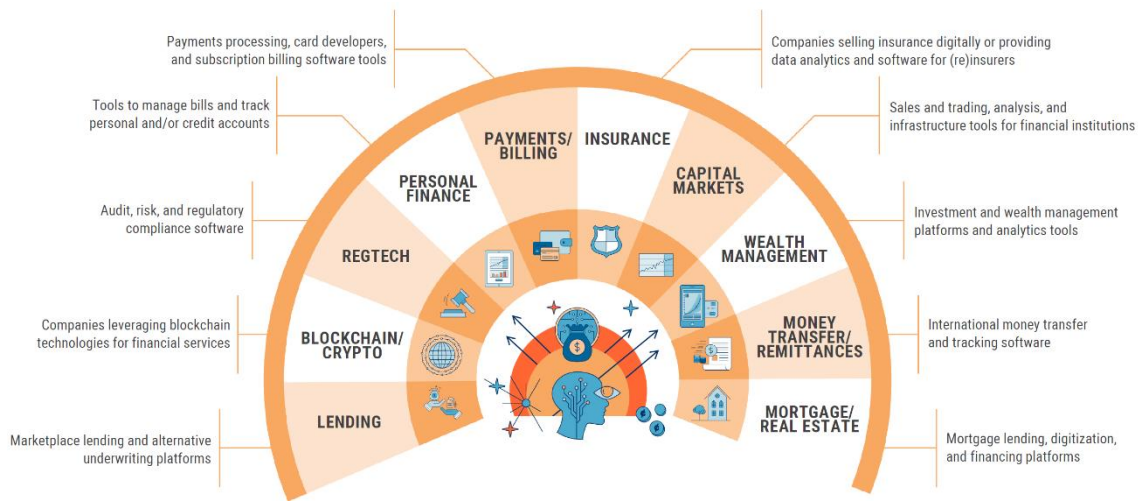 Payments processing, card developers,
and subscription billing software tools
Companies selling insurance digitally or providing
data analytics and software for (re)insurers
Tools to manage bills and track
personal and/or credit accounts
Sales and trading, analysis, and
infrastructure tools for financial institutions
Audit, risk, and regulatory
compliance software
Investment and wealth management
platforms and analytics tools
Companies leveraging blockchain
technologies for financial services
International money transfer
and tracking software
Marketplace lending and alternative
underwriting platforms
Mortgage lending, digitization,
and financing platforms
LENDING
BLOCKCHAIN/
CRYPTO
REGTECH
PERSONAL
FINANCE
PAYMENTS/
BILLING
INSURANCE
CAPITAL
MARKETS
WEALTH
MANAGEMENT
MONEY
TRANSFER/
REMITTANCES
MORTGAGE/
REAL ESTATE
$